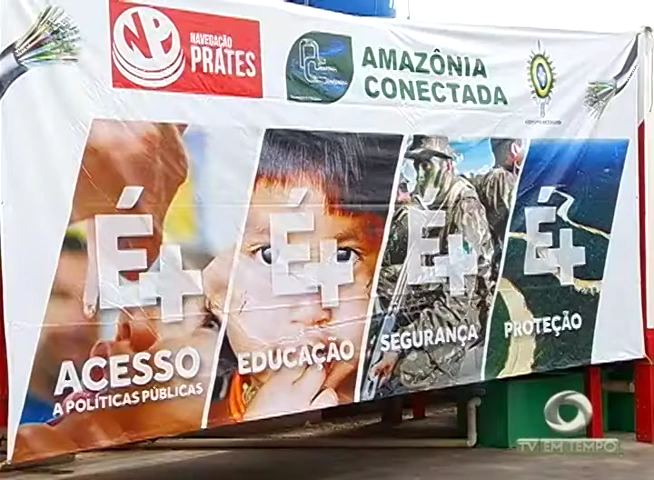 NP
NAVEGAÇÃO
PRATES
AMAZÔNIA
CONECTADA
É+
ACESSO
A POLÍTICAS PÚBLICAS
É+
EDUCAÇÃO
É+
SEGURANÇA
É+
PROTEÇÃO
TV EM TEMPO